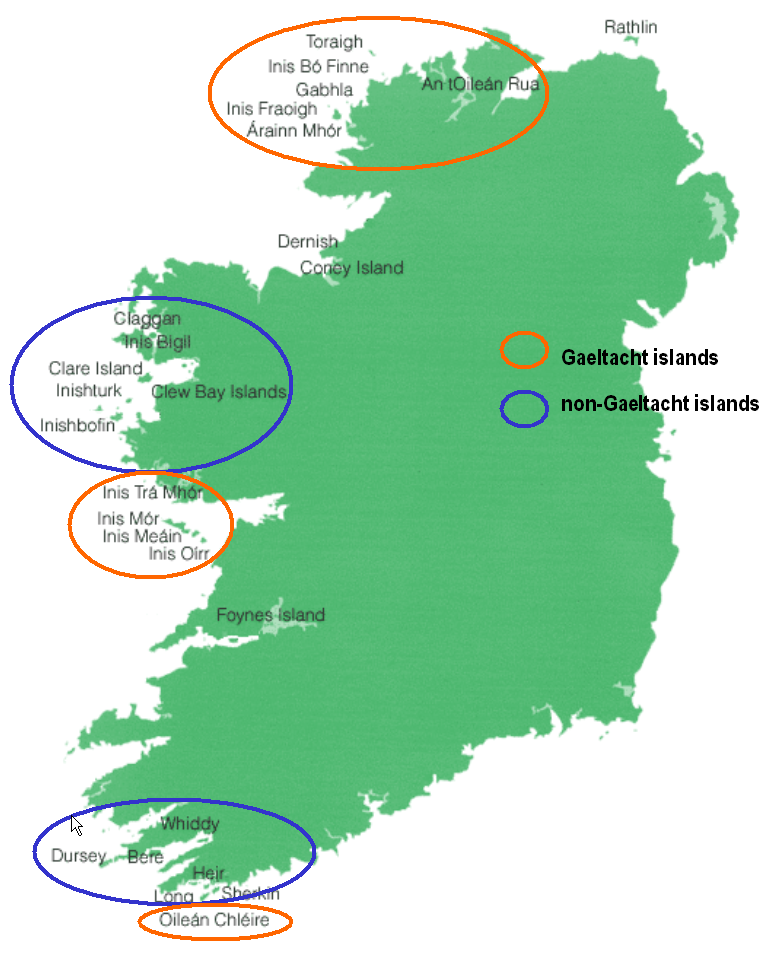 Rathlin
Toraigh
Inis Bó Finne
An tOileán Rua
Gabhla
Inis Fraoigh
Árainn Mhór
Dernish
Coney Island
Claggan
Inis Bigil
Clare Island
Inishturk
Clew Bay Islands
Inishbofin
Gaeltacht islands
non-Gaeltacht islands
Inis Trá Mhór
Inis Mór
Inis Meáin
Inis Oírr
Foynes Island
Whiddy
Dursey
Bere
Heir
Long
Sherkin
Oileán Chléire